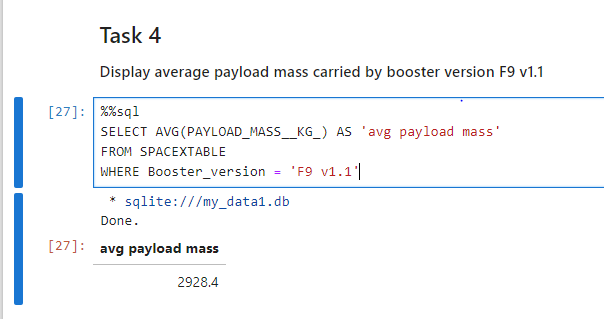 Task 4
Display average payload mass carried by booster version F9 v1.1
[27]: %%sql
SELECT AVG(PAYLOAD_MASS__KG_) AS 'avg payload mass'
FROM SPACEXTABLE
WHERE Booster_version = 'F9 v1.1'
* sqlite:///my_data1.db
Done.
[27]: avg payload mass
2928.4